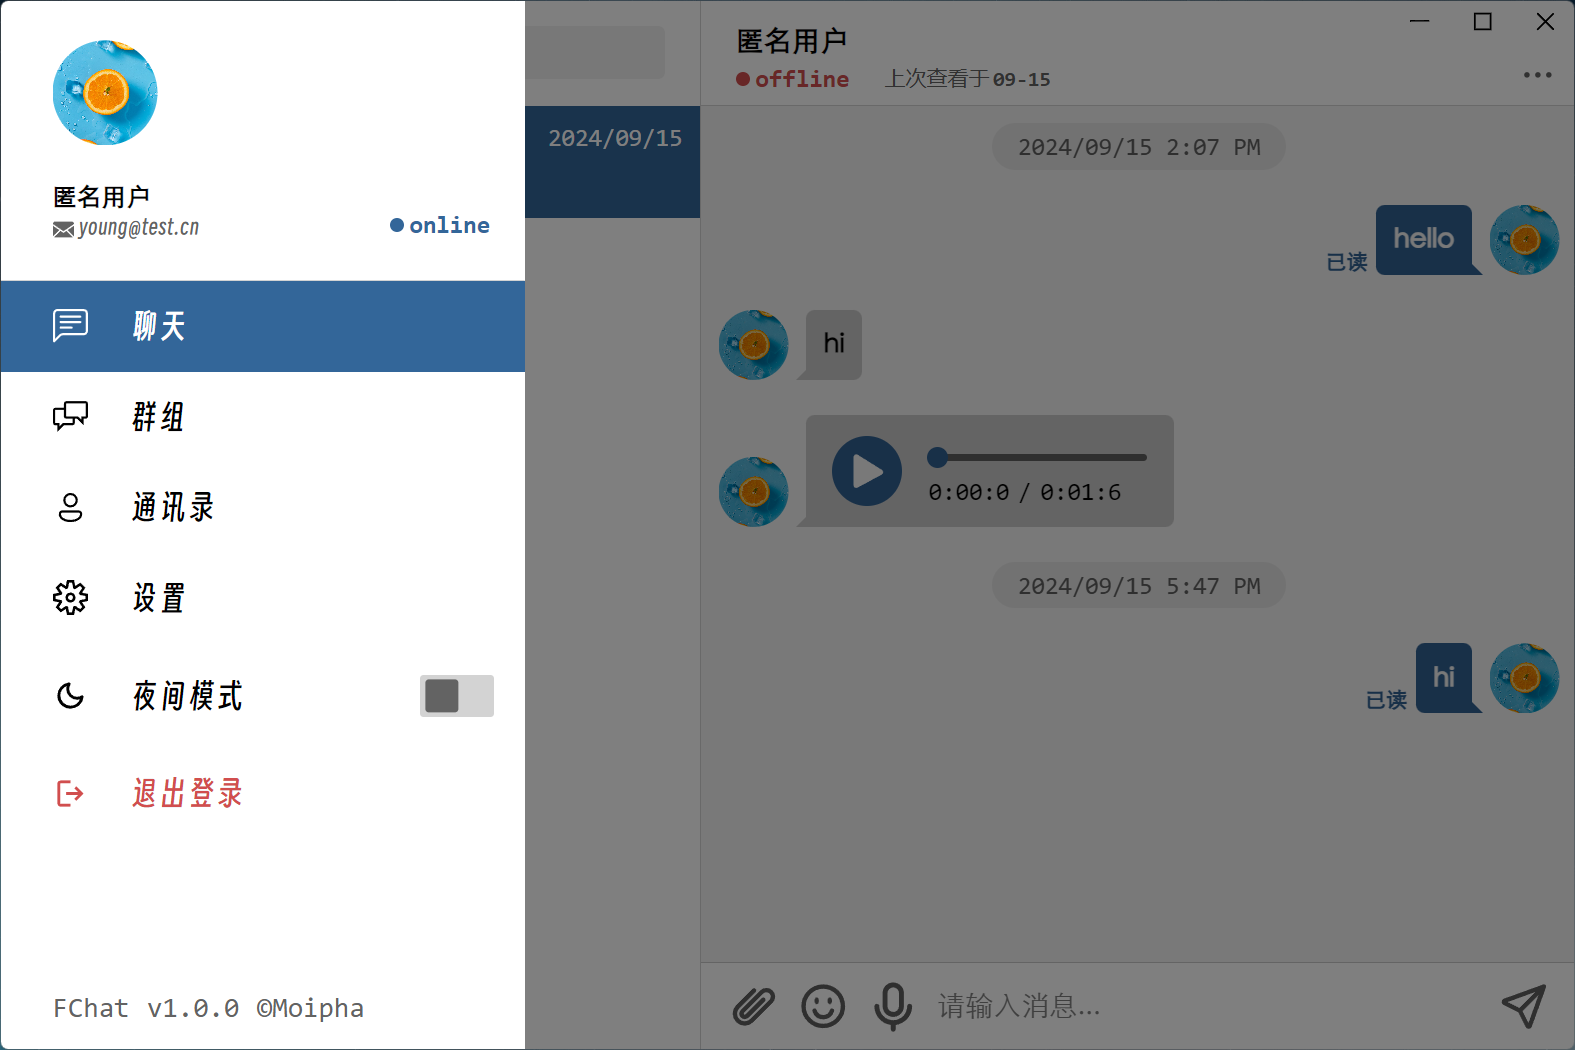 匿名用户
young@test.cn
online
聊天
群组
通讯录
设置
夜间模式
退出登录
FChat v1.0.0 ©Moipha
2024/09/15
匿名用户
offline 上次查看于 09-15
2024/09/15 2:07 PM
hello
已读
hi
0:00:0 / 0:01:6
2024/09/15 5:47 PM
hi
已读
请输入消息...